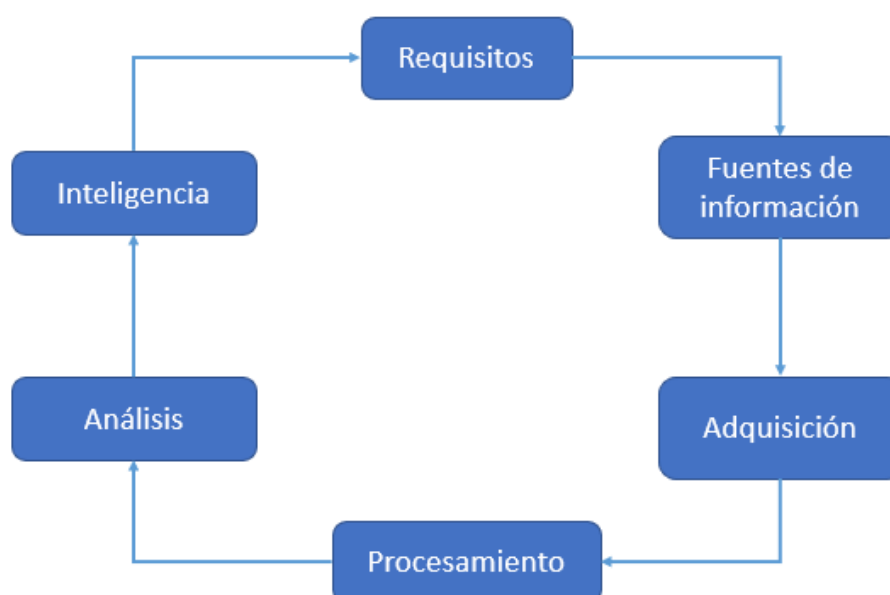 Requisitos
Fuentes de
información
Adquisición
Procesamiento
Análisis
Inteligencia